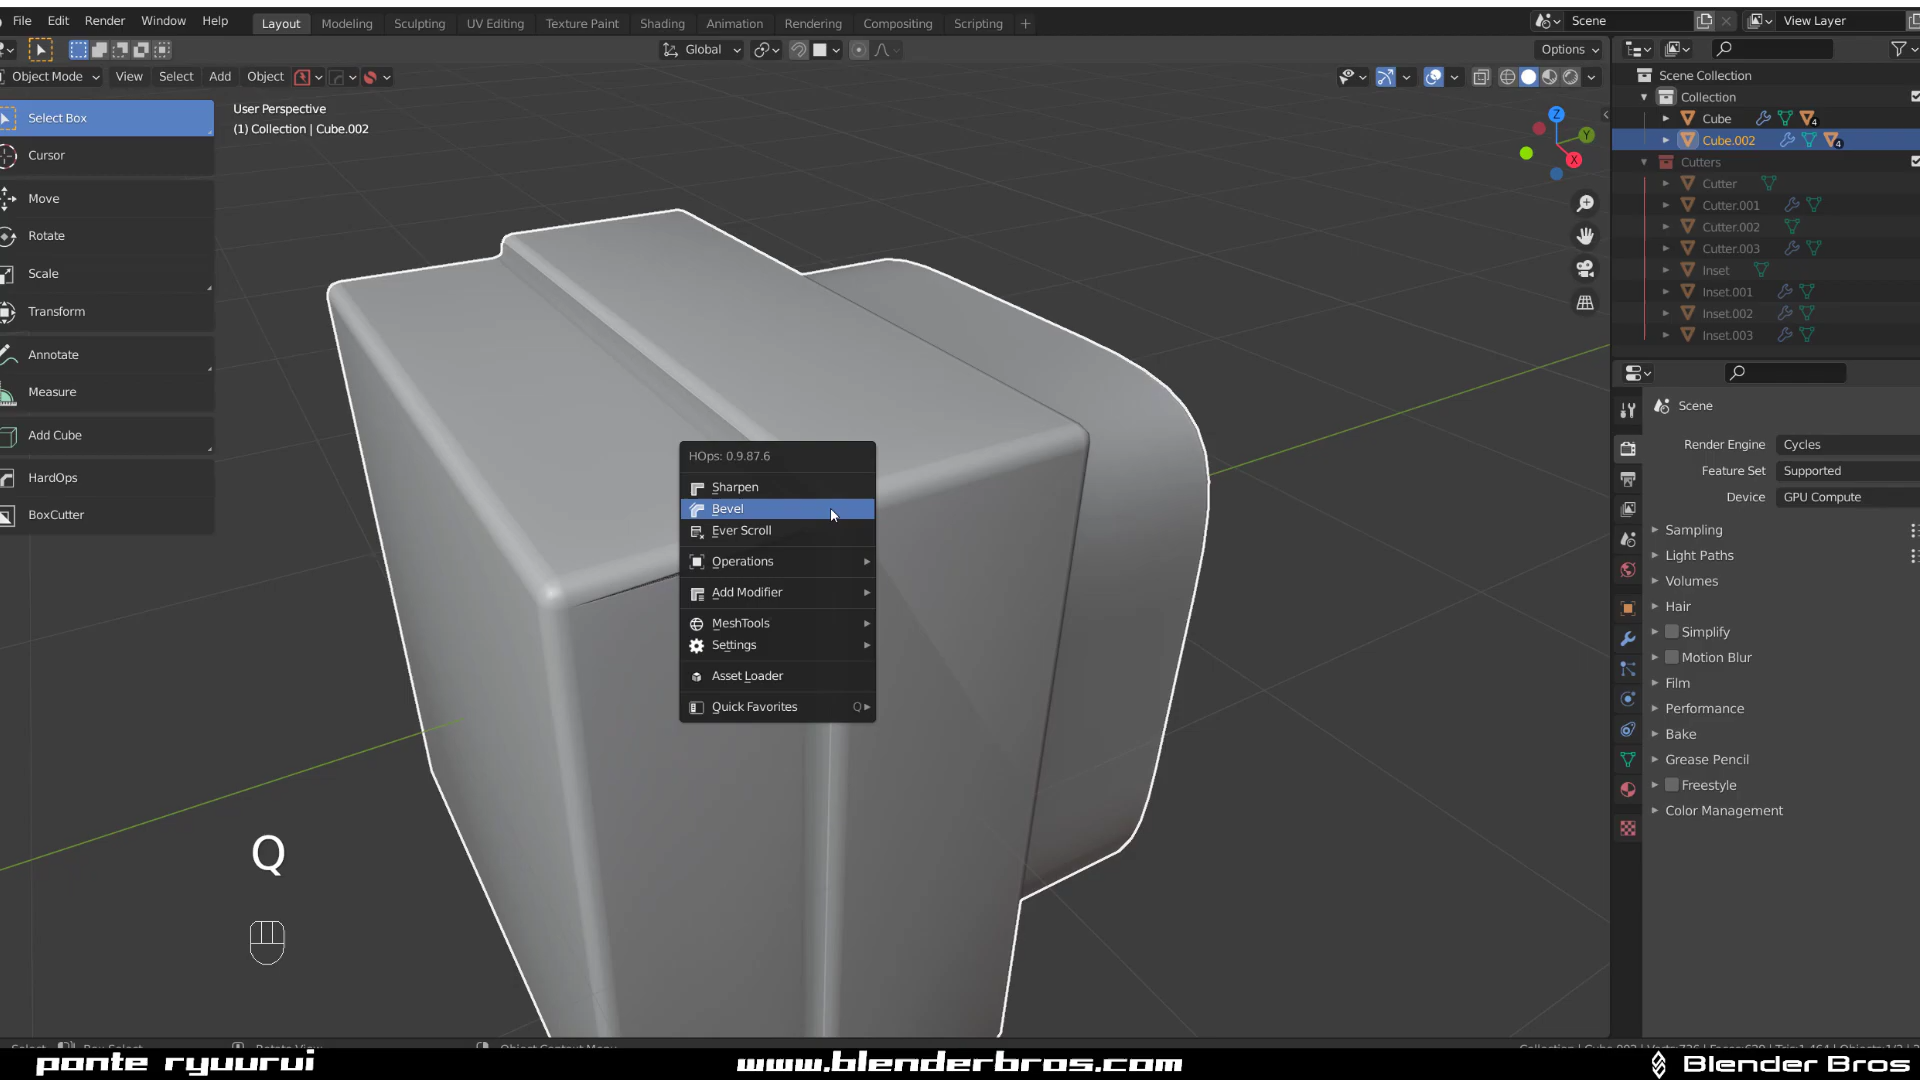 File Edit Render Window Help
Layout Modeling Sculpting UV Editing Texture Paint Shading Animation Rendering Compositing Scripting +
Scene
View Layer
Global
Options
Object Mode View Select Add Object
Select Box
Cursor
Move
Rotate
Scale
Transform
Annotate
Measure
Add Cube
HardOps
BoxCutter
User Perspective
(1) Collection | Cube.002
Z
Y
X
HOps: 0.9.87.6
Sharpen
Bevel
Ever Scroll
Operations
Add Modifier
MeshTools
Settings
Asset Loader
Quick Favorites Q
Q
Scene Collection
Collection
Cube 4
Cube.002 4
Cutters
Cutter
Cutter.001
Cutter.002
Cutter.003
Inset
Inset.001
Inset.002
Inset.003
Scene
Render Engine Cycles
Feature Set Supported
Device GPU Compute
Sampling
Light Paths
Volumes
Hair
Simplify
Motion Blur
Film
Performance
Bake
Grease Pencil
Freestyle
Color Management
ponte ryuurui
www.blenderbros.com
Blender Bros